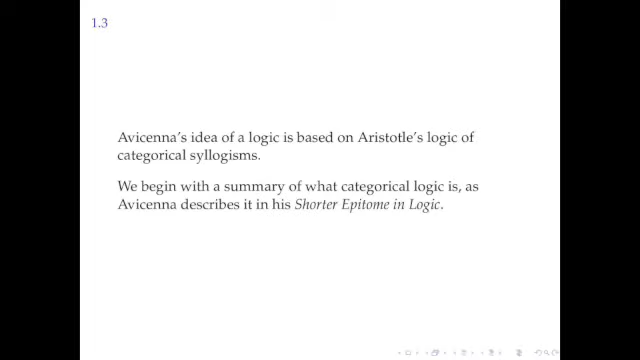 1.3
Avicenna's idea of a logic is based on Aristotle's logic of
categorical syllogisms.
We begin with a summary of what categorical logic is, as
Avicenna describes it in his Shorter Epitome in Logic.